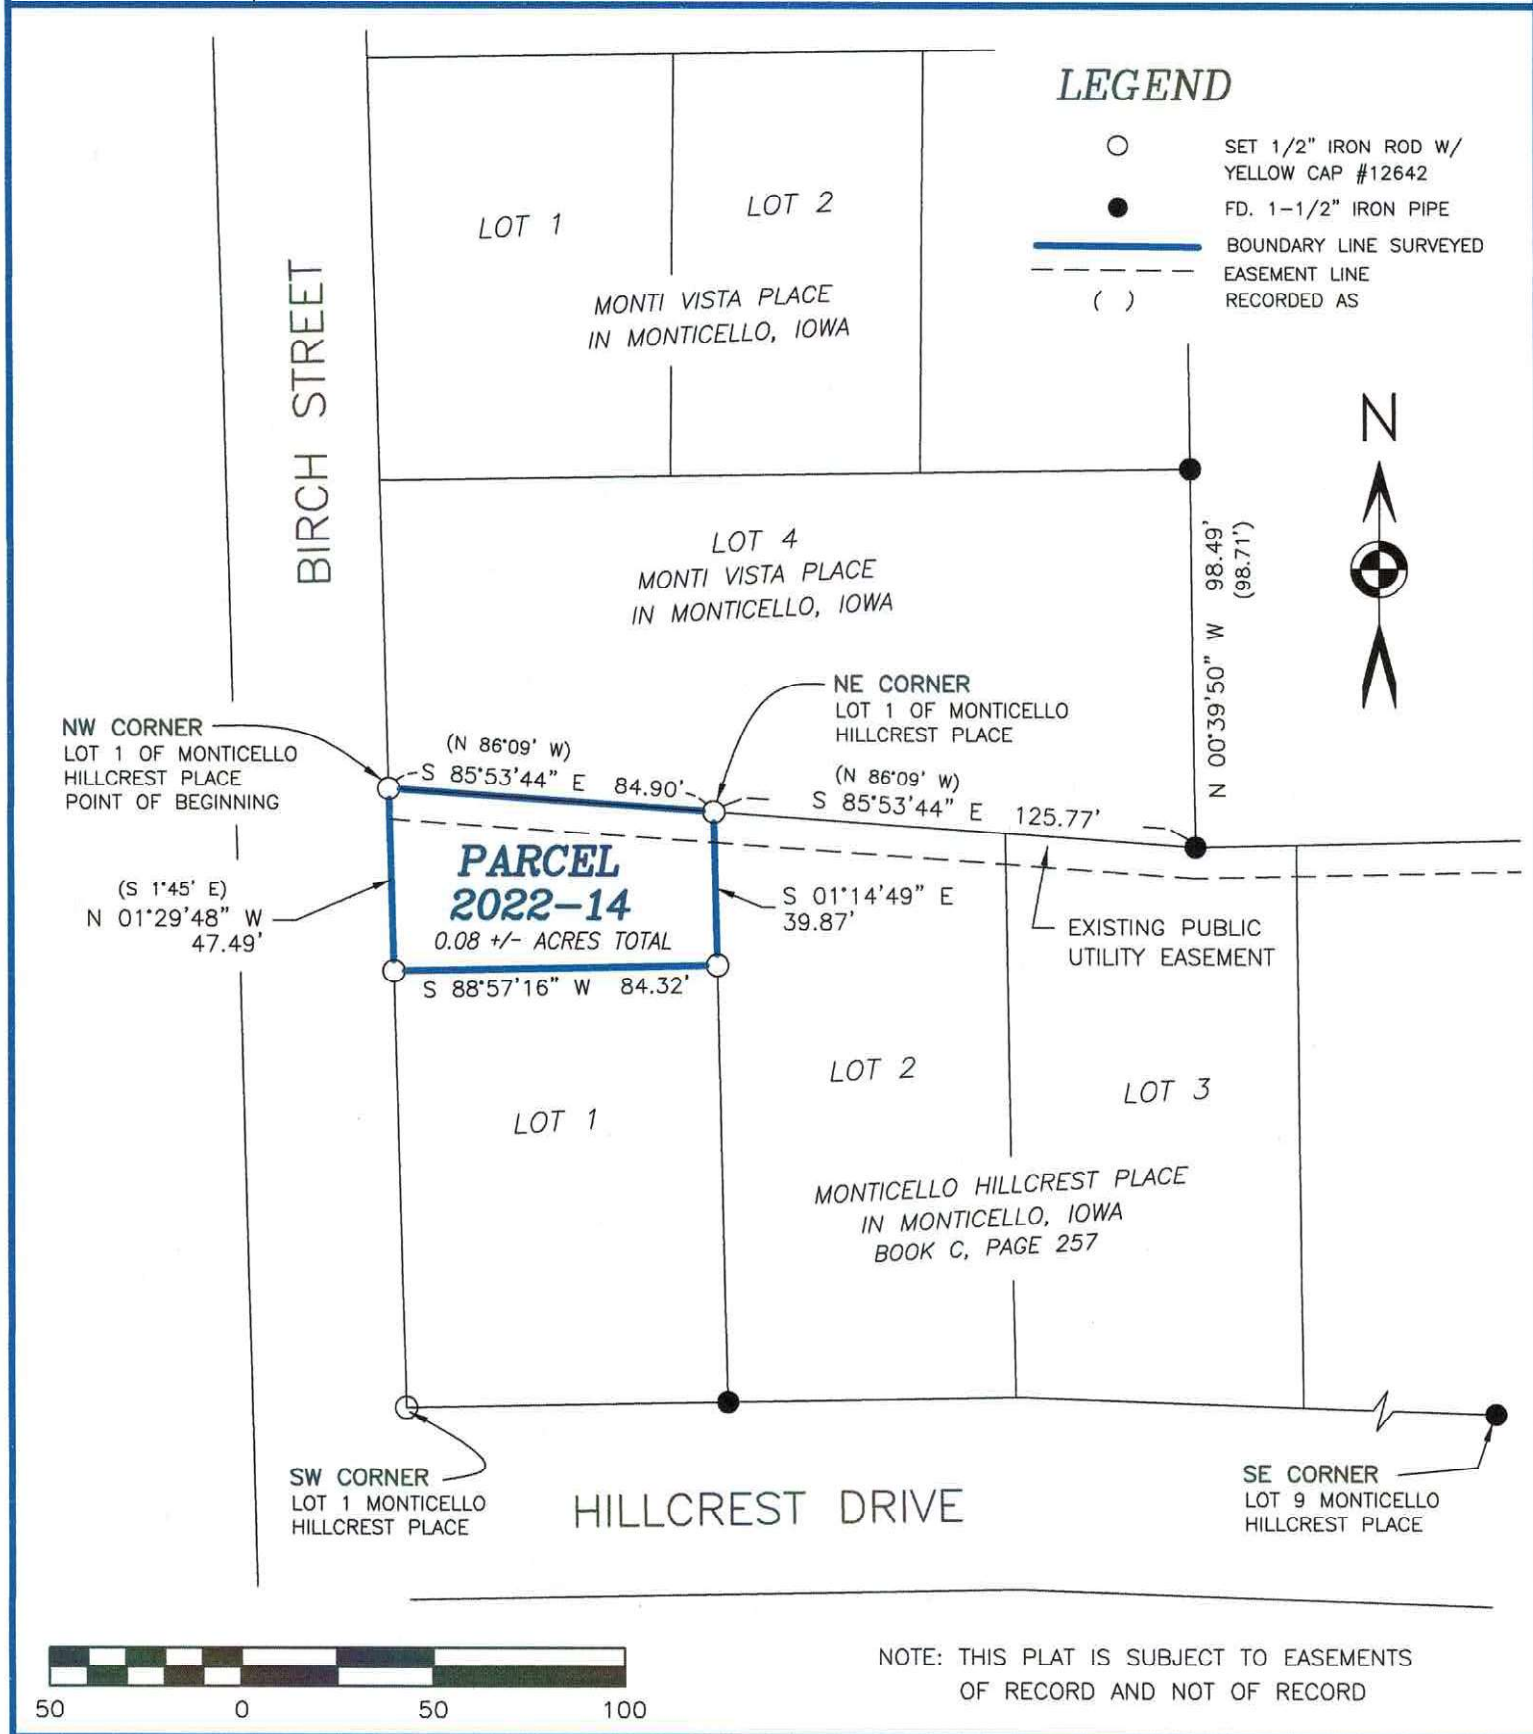 LEGEND
SET 1/2" IRON ROD W/
YELLOW CAP #12642
FD. 1-1/2" IRON PIPE
BOUNDARY LINE SURVEYED
EASEMENT LINE
( ) RECORDED AS
LOT 1
LOT 2
MONTI VISTA PLACE
IN MONTICELLO, IOWA
BIRCH STREET
N
LOT 4
MONTI VISTA PLACE
IN MONTICELLO, IOWA
N 00°39'50" W 98.49'
(98.71')
NE CORNER
LOT 1 OF MONTICELLO
HILLCREST PLACE
NW CORNER
LOT 1 OF MONTICELLO
HILLCREST PLACE
POINT OF BEGINNING
(N 86°09' W)
S 85°53'44" E 84.90'
(N 86°09' W)
S 85°53'44" E 125.77'
PARCEL
2022-14
0.08 +/- ACRES TOTAL
(S 1°45' E)
N 01°29'48" W
47.49'
S 01°14'49" E
39.87'
EXISTING PUBLIC
UTILITY EASEMENT
S 88°57'16" W 84.32'
LOT 1
LOT 2
LOT 3
MONTICELLO HILLCREST PLACE
IN MONTICELLO, IOWA
BOOK C, PAGE 257
SW CORNER
LOT 1 MONTICELLO
HILLCREST PLACE
HILLCREST DRIVE
SE CORNER
LOT 9 MONTICELLO
HILLCREST PLACE
50 0 50 100
NOTE: THIS PLAT IS SUBJECT TO EASEMENTS
OF RECORD AND NOT OF RECORD